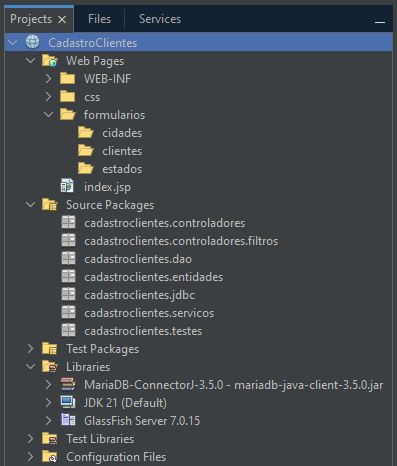 Projects Files Services
CadastroClientes
Web Pages
WEB-INF
css
formularios
cidades
clientes
estados
index.jsp
Source Packages
cadastroclientes.controladores
cadastroclientes.controladores.filtros
cadastroclientes.dao
cadastroclientes.entidades
cadastroclientes.jdbc
cadastroclientes.servicos
cadastroclientes.testes
Test Packages
Libraries
MariaDB-ConnectorJ-3.5.0 - mariadb-java-client-3.5.0.jar
JDK 21 (Default)
GlassFish Server 7.0.15
Test Libraries
Configuration Files